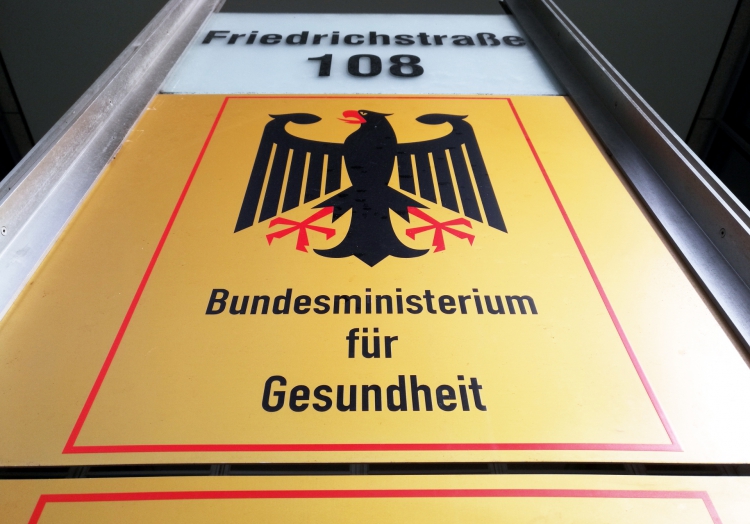 Friedrichstraße
108
Bundesministerium
für
Gesundheit